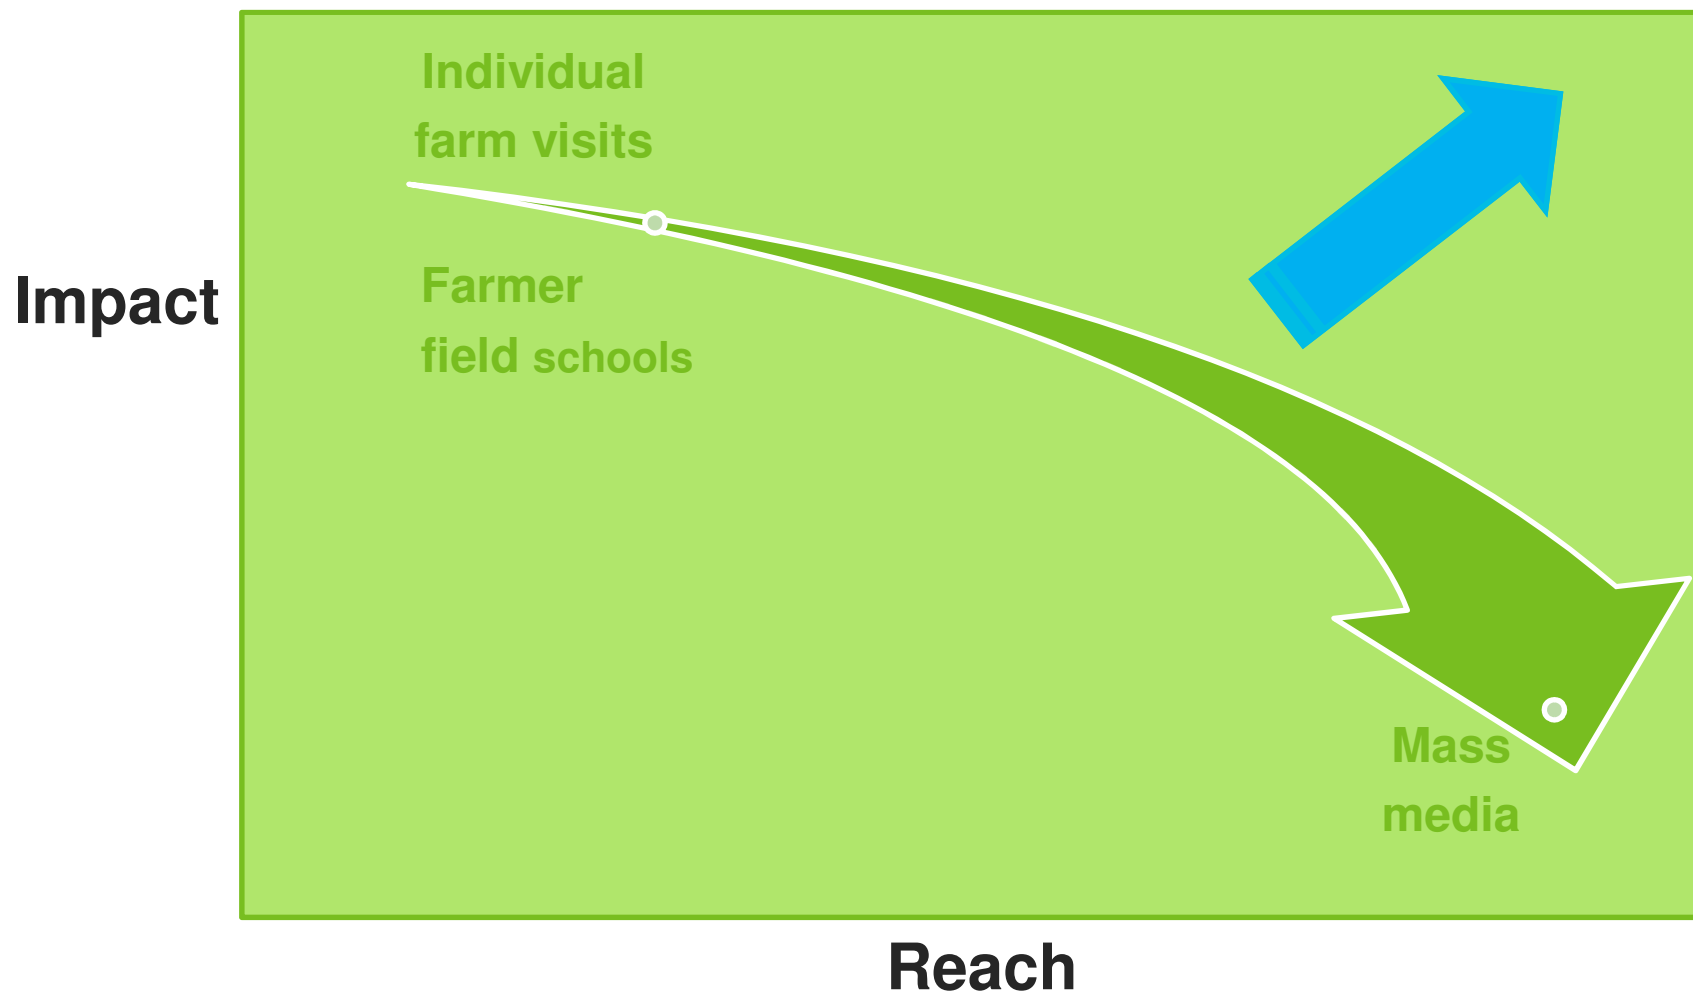 Individual
farm visits
Impact
Farmer
field schools
Mass
media
Reach